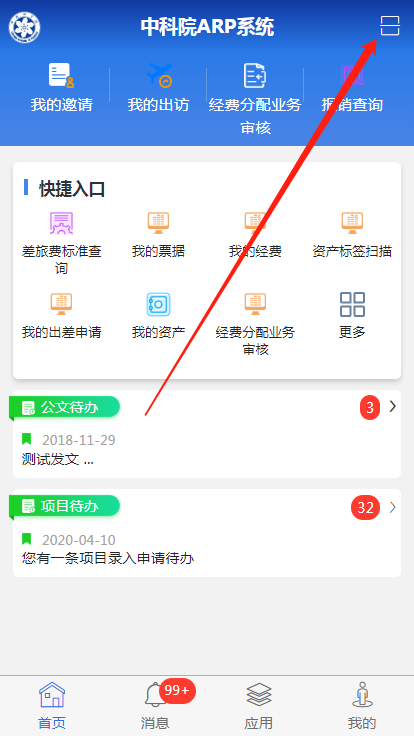 中科院ARP系统
我的邀请
我的出访
经费分配业务
审核
报销查询
快捷入口
差旅费标准查
询
我的票据
我的经费
资产标签扫描
我的出差申请
我的资产
经费分配业务
审核
更多
公文待办
3
2018-11-29
测试发文 ...
项目待办
32
2020-04-10
您有一条项目录入申请待办
99+
首页
消息
应用
我的